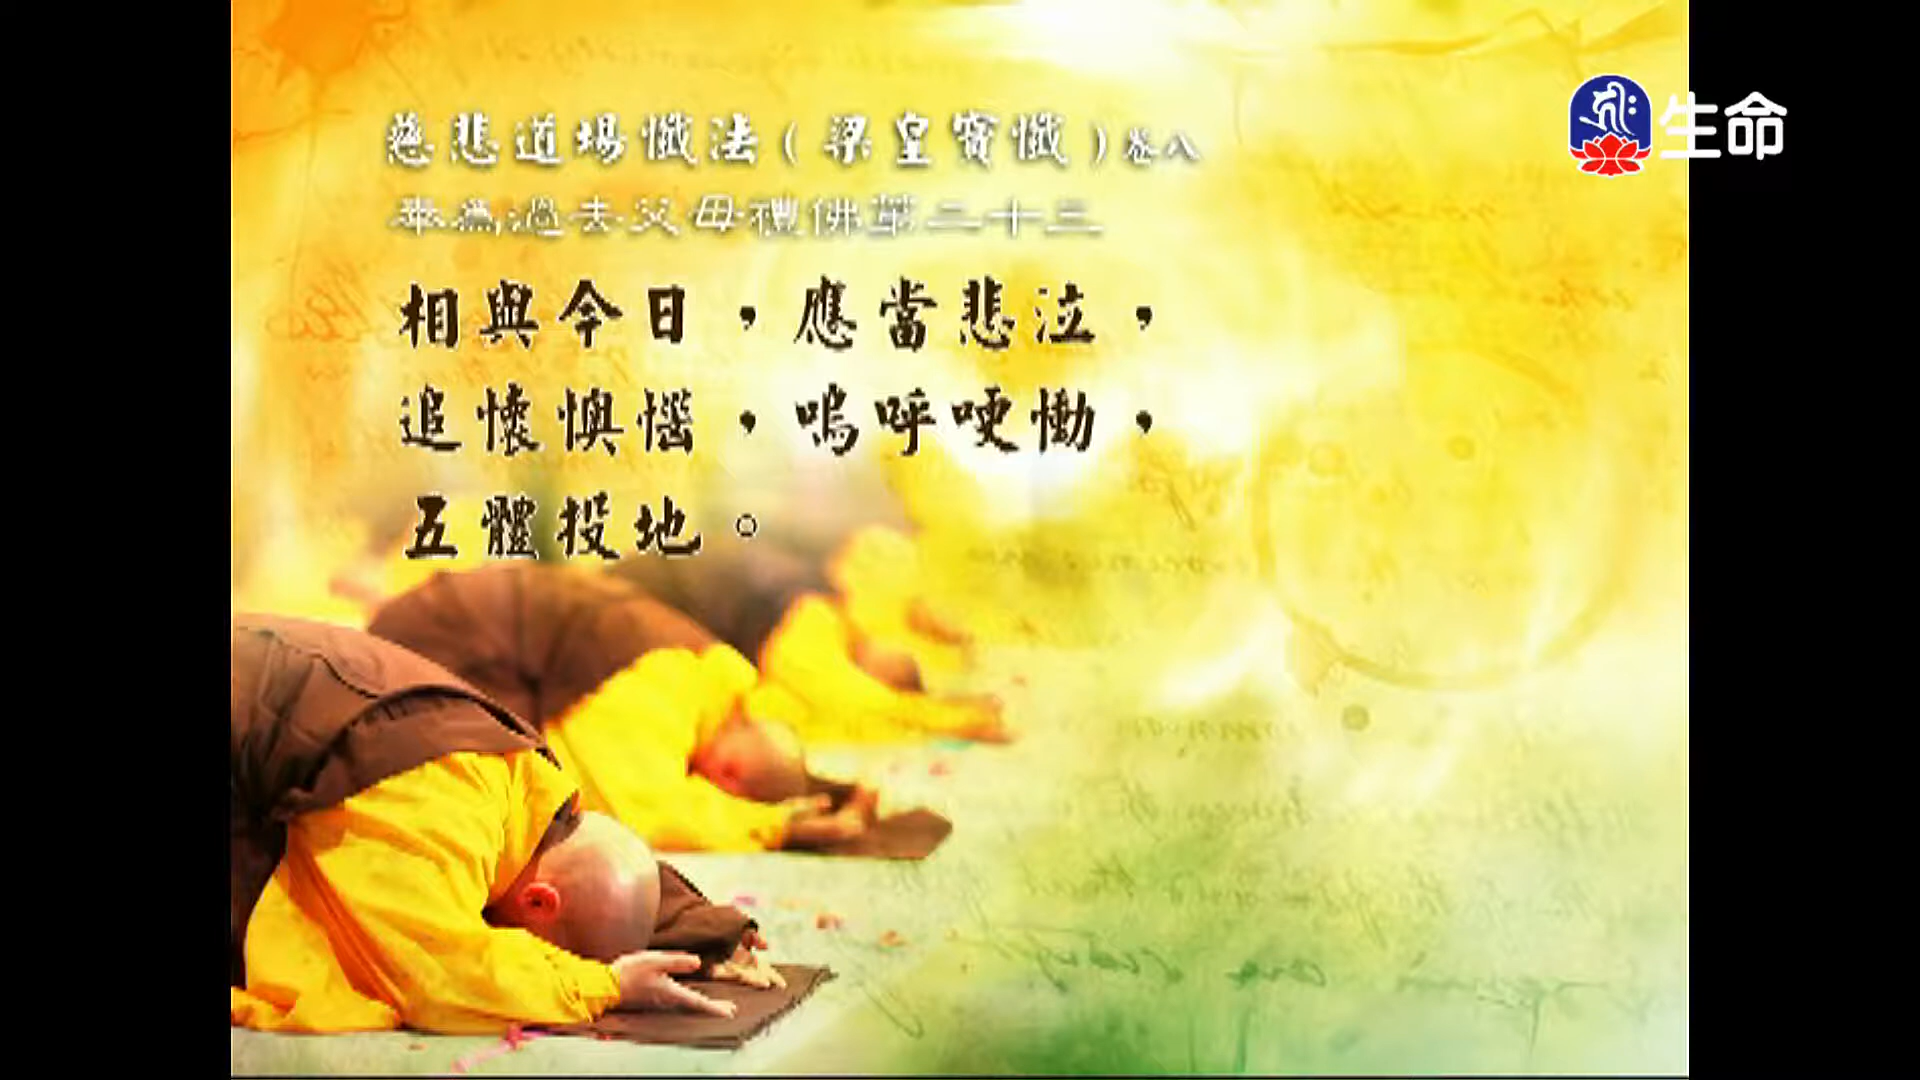 慈悲道場懺法(梁皇寶懺)卷八
奉為過去父母禮佛第二十三
相與今日,應當悲泣,
追懷懊惱,嗚呼哽慟,
五體投地。
生命